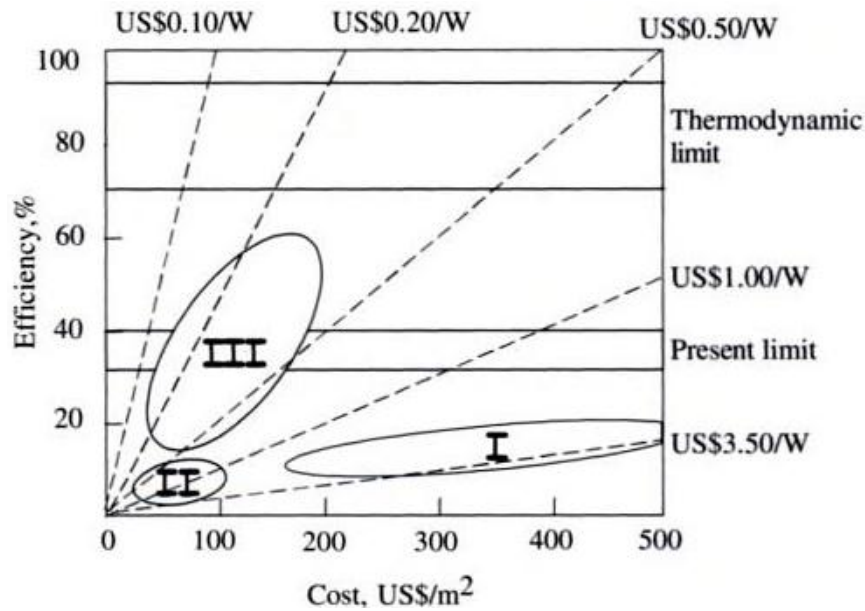 US$0.10/W US$0.20/W US$0.50/W
100
80
60
40
20
0
Efficiency,%
Thermodynamic
limit
US$1.00/W
Present limit
US$3.50/W
III
II
I
0 100 200 300 400 500
Cost, US$/m²